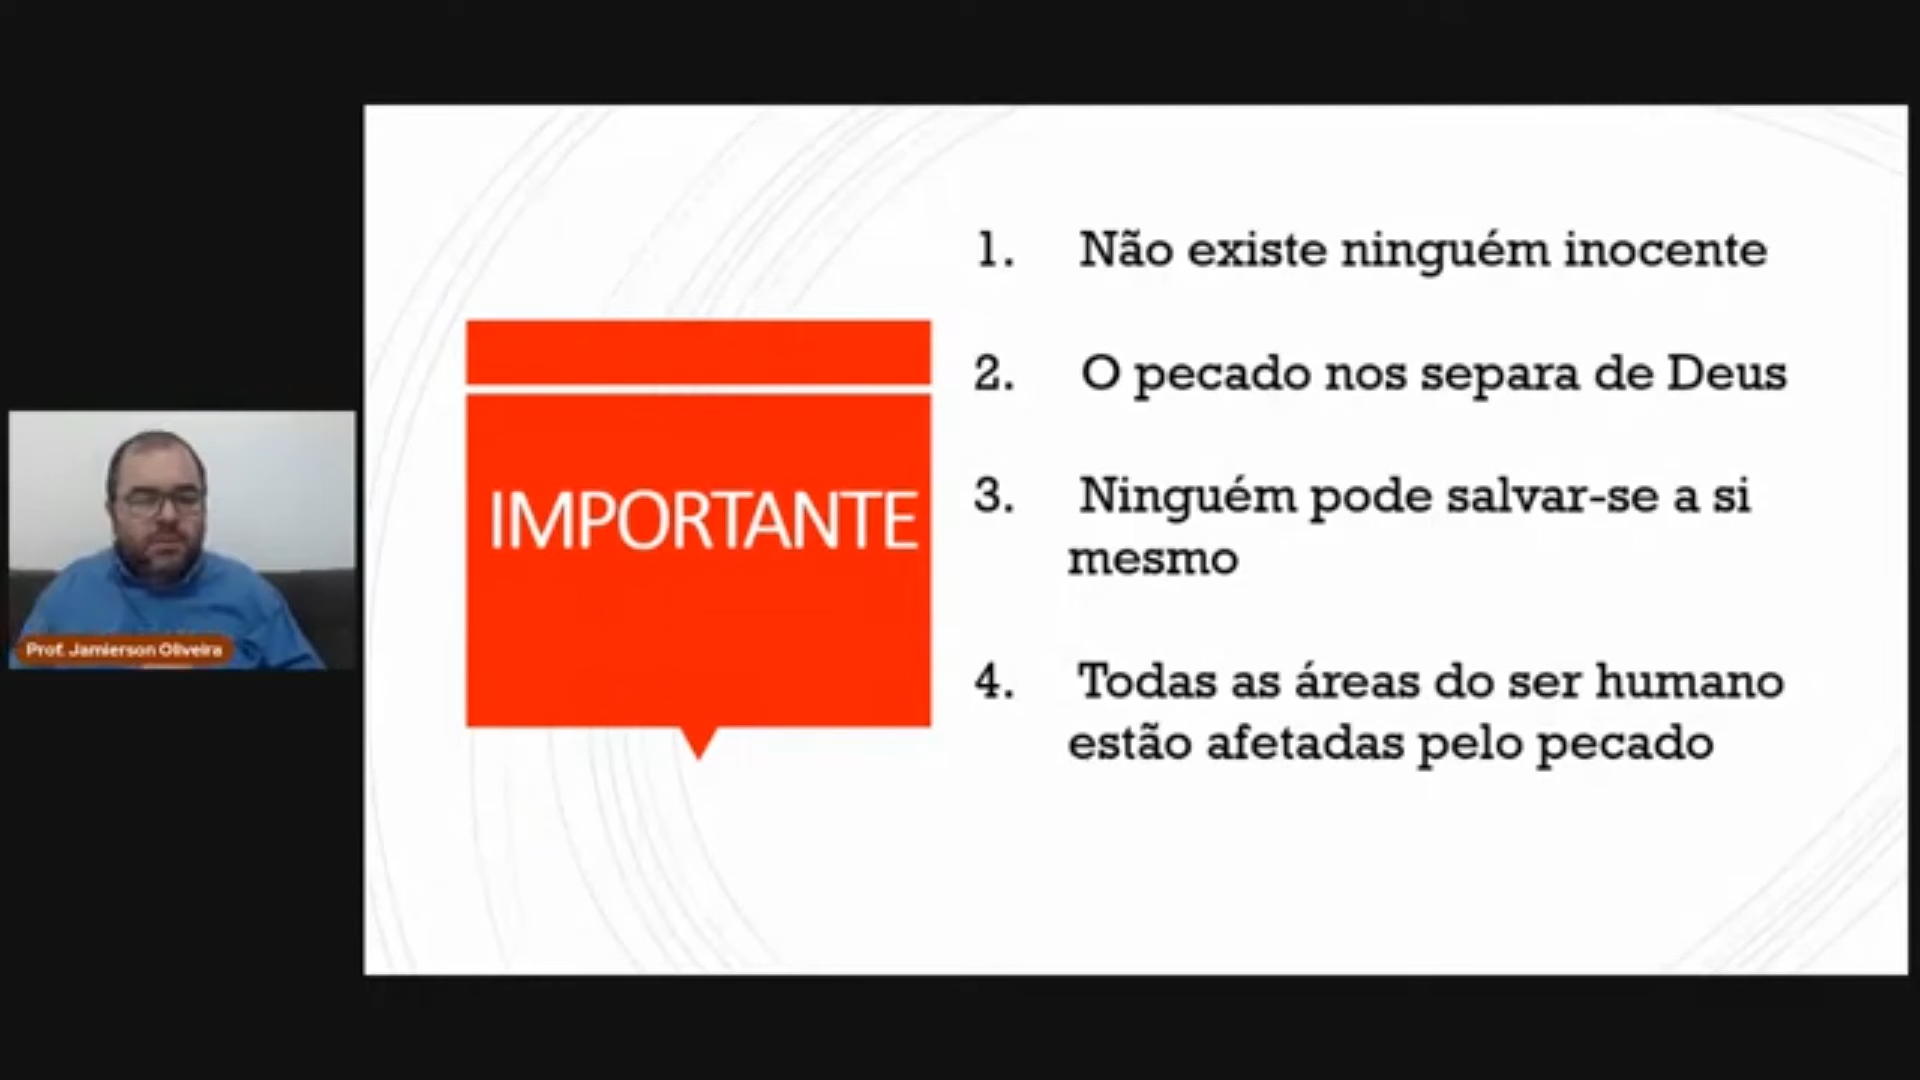 Prof. Jamierson Oliveira
IMPORTANTE
1. Não existe ninguém inocente
2. O pecado nos separa de Deus
3. Ninguém pode salvar-se a si
mesmo
4. Todas as áreas do ser humano
estão afetadas pelo pecado